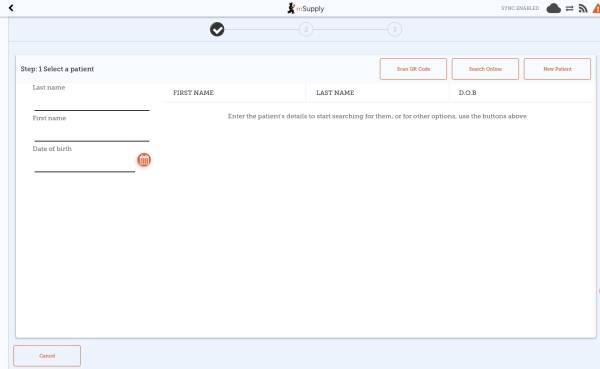 mSupply
SYNC ENABLED
2
3
Step: 1 Select a patient
Scan QR Code
Search Online
New Patient
Last name
FIRST NAME
LAST NAME
D.O.B
First name
Enter the patient's details to start searching for them, or for other options, use the buttons above
Date of birth
Cancel